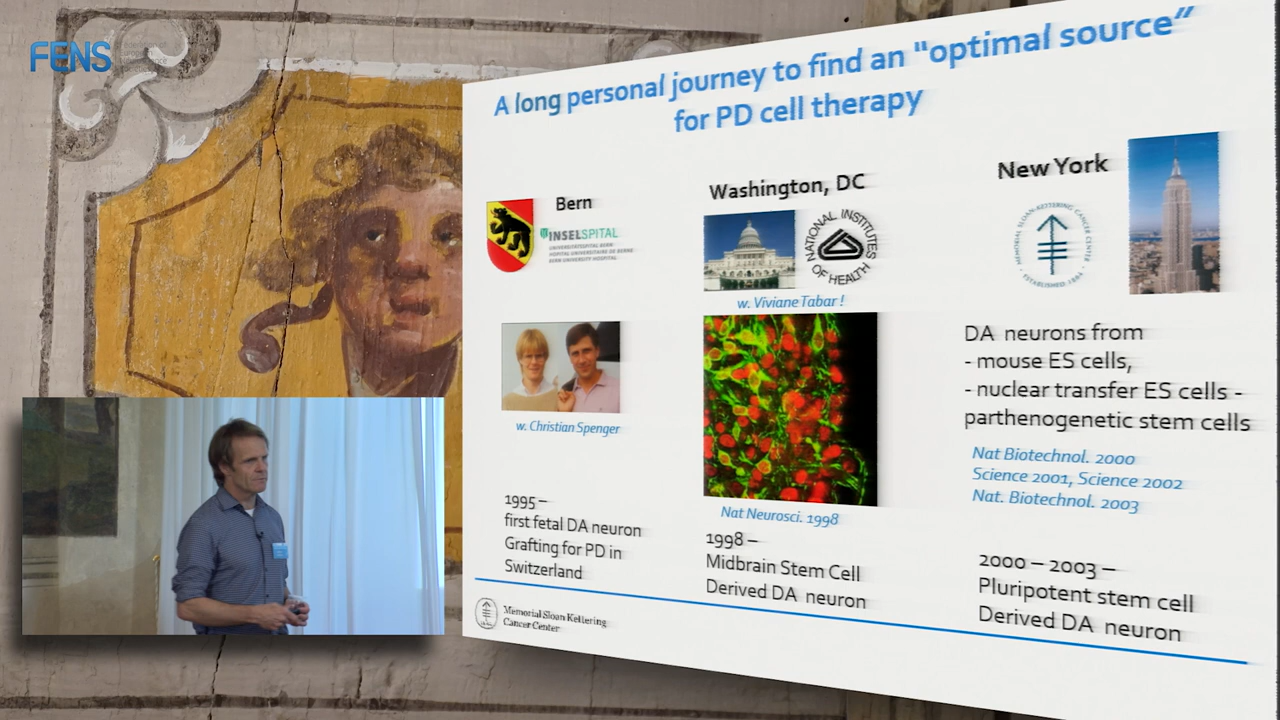 FENS
A long personal journey to find an "optimal source"
for PD cell therapy
Bern
INSELSPITAL
UNIVERSITÄTSSPITAL BERN
HOPITAL UNIVERSITAIRE DE BERNE
BERN UNIVERSITY HOSPITAL
w. Christian Spenger
1995 –
first fetal DA neuron
Grafting for PD in
Switzerland
Washington, DC
NATIONAL INSTITUTES
OF HEALTH
w. Viviane Tabar !
Nat Neurosci. 1998
1998 –
Midbrain Stem Cell
Derived DA neuron
New York
MEMORIAL SLOAN-KETTERING CANCER CENTER
ESTABLISHED 1884
DA neurons from
- mouse ES cells,
- nuclear transfer ES cells -
parthenogenetic stem cells
Nat Biotechnol. 2000
Science 2001, Science 2002
Nat. Biotechnol. 2003
2000 – 2003 –
Pluripotent stem cell
Derived DA neuron
Memorial Sloan Kettering
Cancer Center